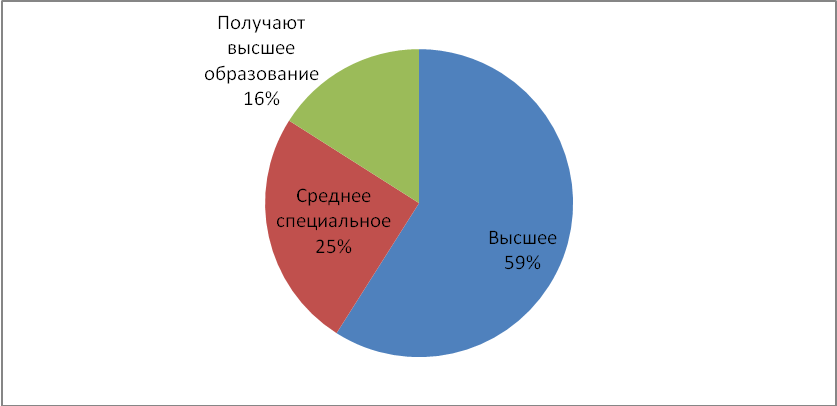 Получают
высшее
образование
16%
Среднее
специальное
25%
Высшее
59%